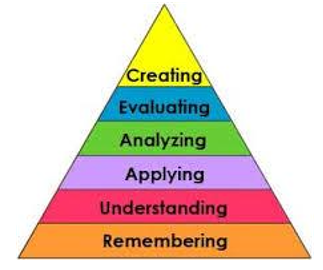 Creating
Evaluating
Analyzing
Applying
Understanding
Remembering